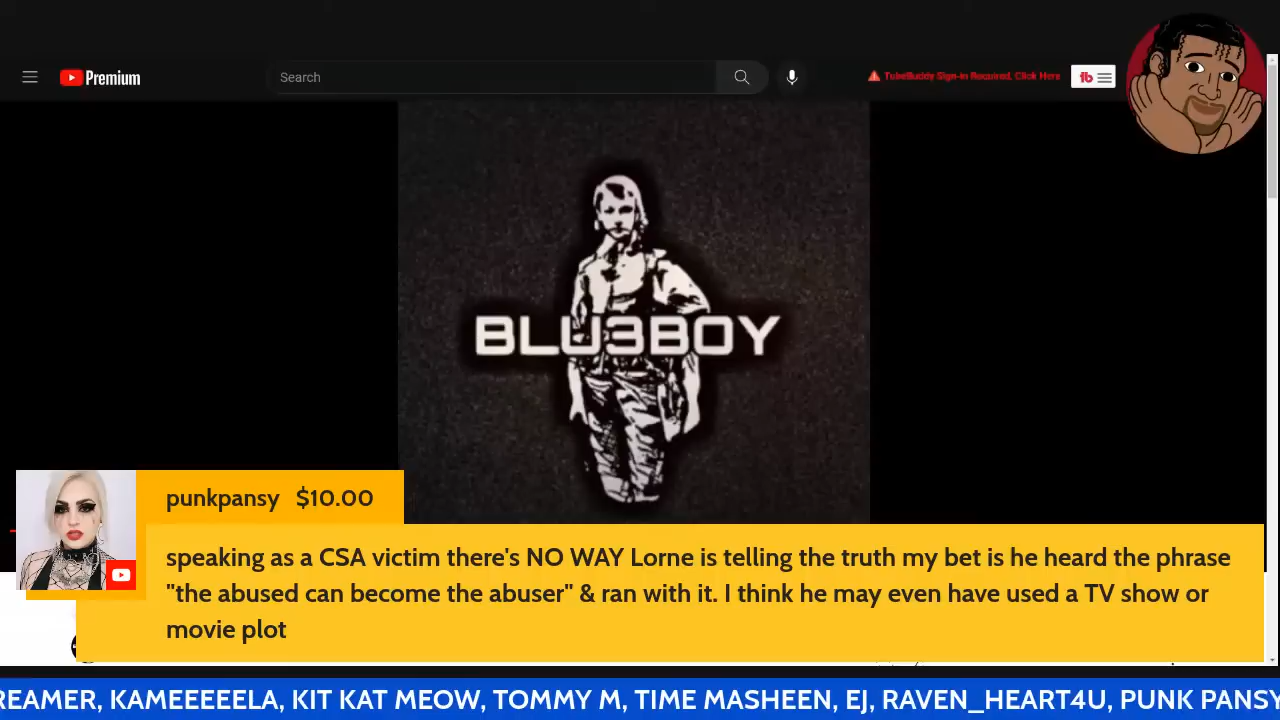 Premium
Search
TubeBuddy Sign-in Required, Click Here
tb
BLU3BOY
punkpansy $10.00
speaking as a CSA victim there's NO WAY Lorne is telling the truth my bet is he heard the phrase
"the abused can become the abuser" & ran with it. I think he may even have used a TV show or
movie plot
REAMER, KAMEEEEELA, KIT KAT MEOW, TOMMY M, TIME MASHEEN, EJ, RAVEN_HEART4U, PUNK PANSY